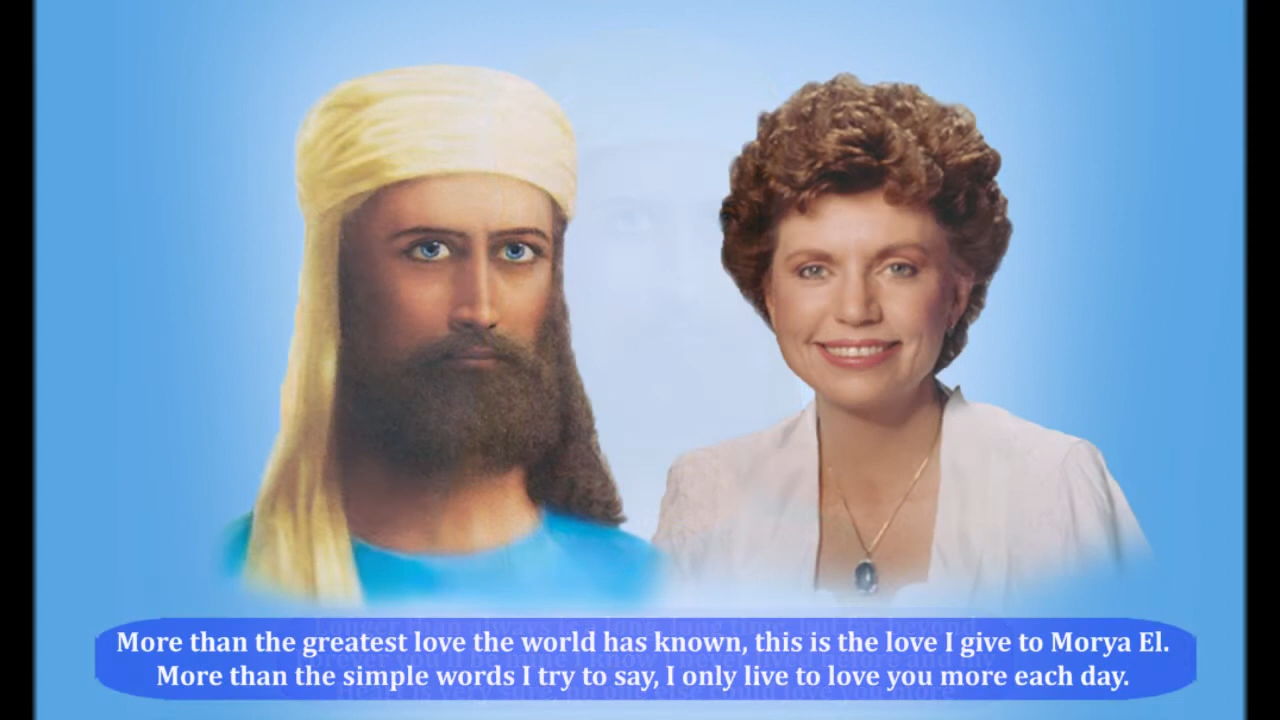 More than the greatest love the world has known, this is the love I give to Morya El.
More than the simple words I try to say, I only live to love you more each day.